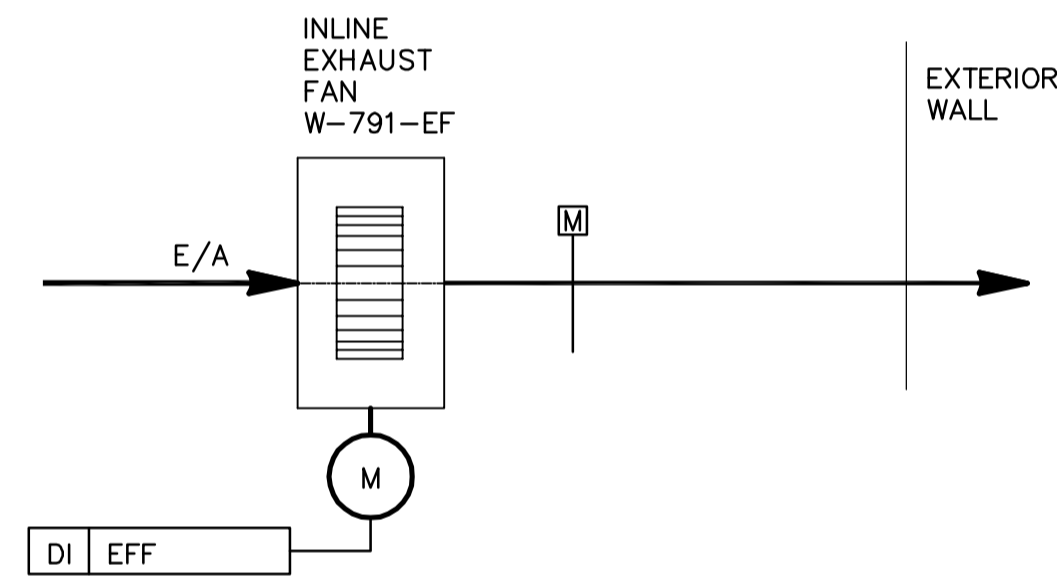 INLINE
EXHAUST
FAN
W-791-EF
EXTERIOR
WALL
M
E/A
M
DI EFF